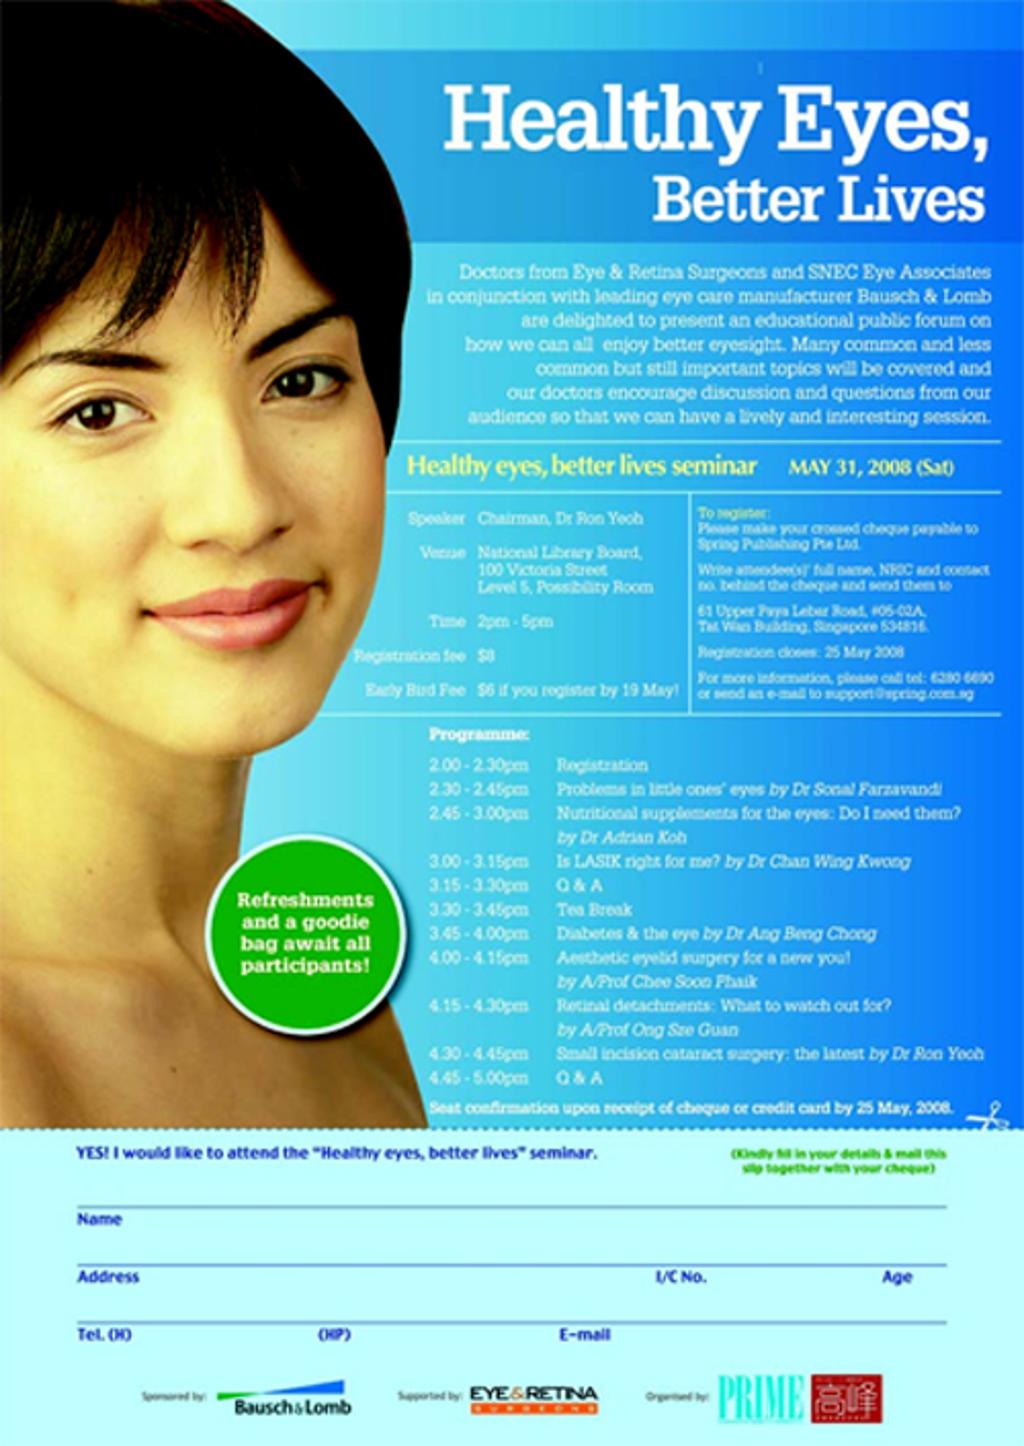 Healthy Eyes,
Better Lives
Doctors from Eye & Retina Surgeons and SNEC Eye Associates
in conjunction with leading eye care manufacturer Bausch & Lomb
are delighted to present an educational public forum on
how we can all enjoy better eyesight. Many common and less
common but still important topics will be covered and
our doctors encourage discussion and questions from our
audience so that we can have a lively and interesting session.
Healthy eyes, better lives seminar MAY 31, 2008 (Sat)
Speaker Chairman, Dr Ron Yeoh
Venue National Library Board,
100 Victoria Street
Level 5, Possibility Room
Time 2pm - 5pm
Registration fee $8
Early Bird Fee $6 if you register by 19 May!
To register:
Please make your crossed cheque payable to
Spring Publishing Pte Ltd.
Write attendee(s)' full name, NRIC and contact
no. behind the cheque and send them to
61 Upper Paya Lebar Road, #05-02A,
Tat Wan Building, Singapore 534816.
Registration closes: 25 May 2008
For more information, please call tel: 6280 6690
or send an e-mail to support@spring.com.sg
Programme:
2.00 - 2.30pm Registration
2.30 - 2.45pm Problems in little ones' eyes by Dr Sonal Farzavandi
2.45 - 3.00pm Nutritional supplements for the eyes: Do I need them?
by Dr Adrian Koh
3.00 - 3.15pm Is LASIK right for me? by Dr Chan Wing Kwong
3.15 - 3.30pm Q & A
3.30 - 3.45pm Tea Break
3.45 - 4.00pm Diabetes & the eye by Dr Ang Beng Chong
4.00 - 4.15pm Aesthetic eyelid surgery for a new you!
by A/Prof Chee Soon Phaik
4.15 - 4.30pm Retinal detachments: What to watch out for?
by A/Prof Ong Sze Guan
4.30 - 4.45pm Small incision cataract surgery: the latest by Dr Ron Yeoh
4.45 - 5.00pm Q & A
Seat confirmation upon receipt of cheque or credit card by 25 May, 2008.
Refreshments
and a goodie
bag await all
participants!
YES! I would like to attend the "Healthy eyes, better lives" seminar.
(Kindly fill in your details & mail this
slip together with your cheque)
Name
Address I/C No. Age
Tel. (H) (HP) E-mail
Sponsored by: Bausch & Lomb
Supported by: EYE & RETINA
SURGEONS
Organised by: PRIME 高峰